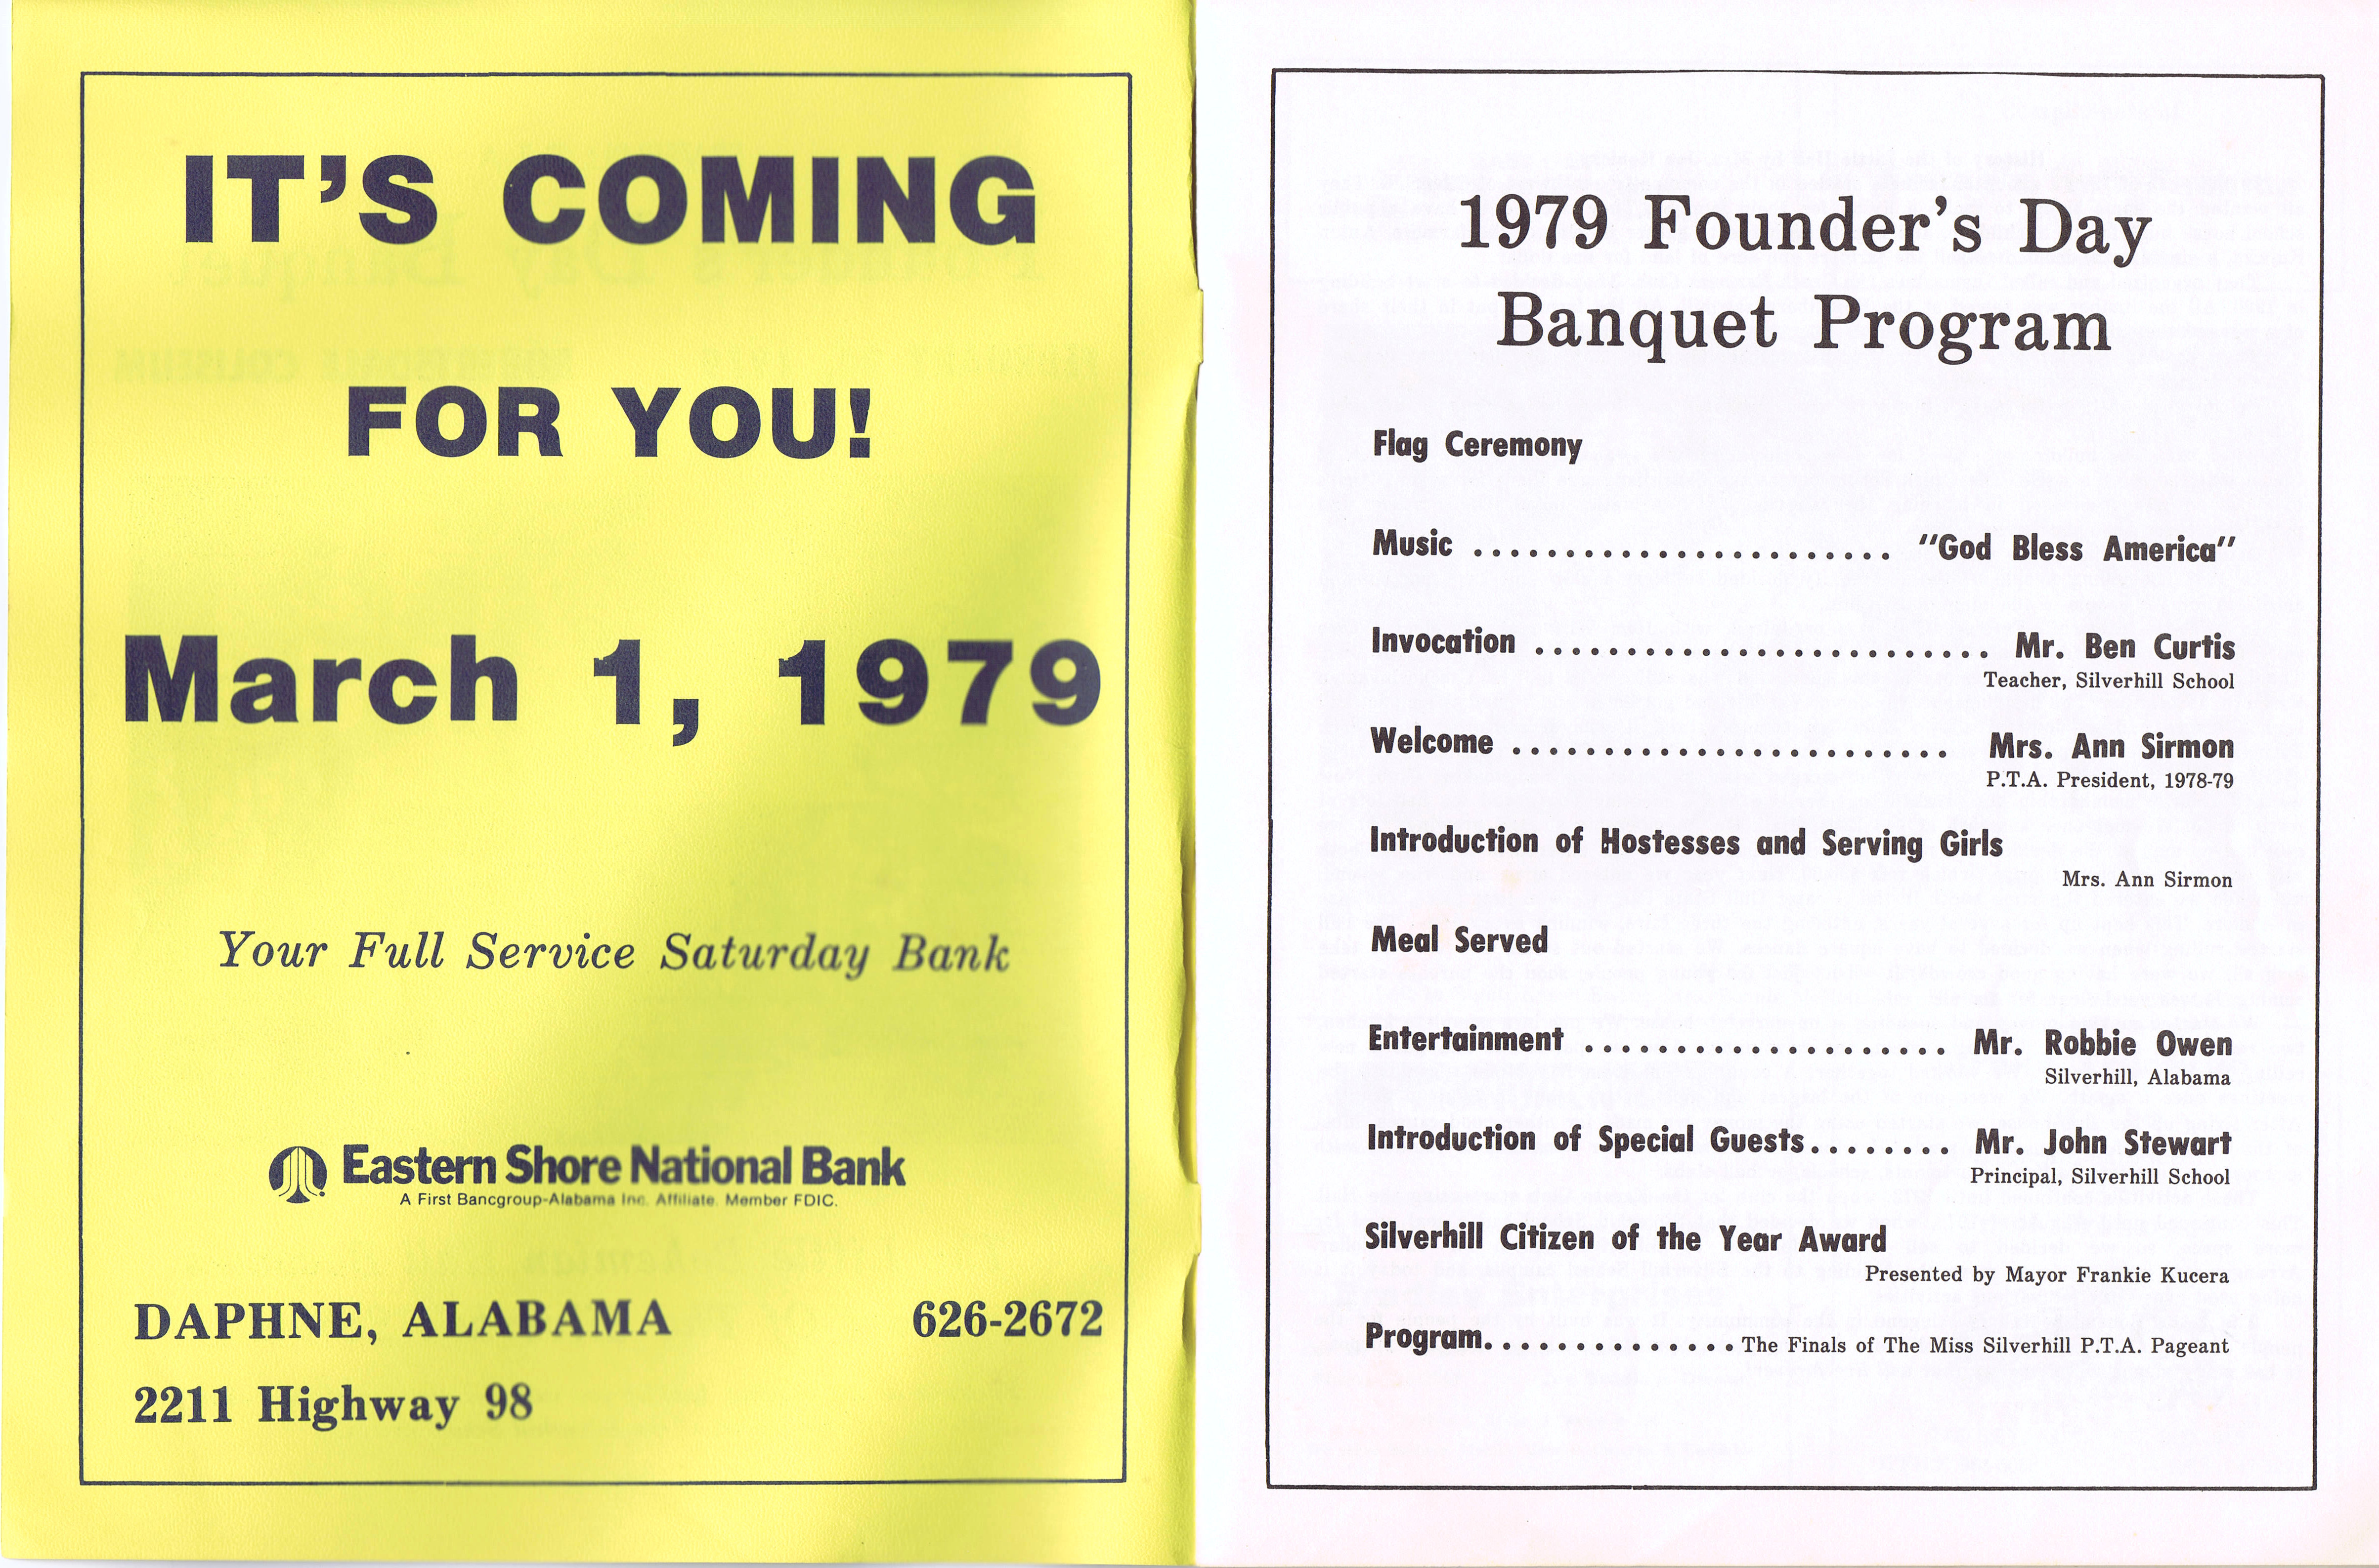 IT'S COMING
FOR YOU!
March 1, 1979
Your Full Service Saturday Bank
Eastern Shore National Bank
A First Bancgroup-Alabama Inc. Affiliate. Member FDIC.
DAPHNE, ALABAMA 626-2672
2211 Highway 98
1979 Founder's Day
Banquet Program
Flag Ceremony
Music ....................... "God Bless America"
Invocation ......................... Mr. Ben Curtis
Teacher, Silverhill School
Welcome ........................ Mrs. Ann Sirmon
P.T.A. President, 1978-79
Introduction of Hostesses and Serving Girls
Mrs. Ann Sirmon
Meal Served
Entertainment .................... Mr. Robbie Owen
Silverhill, Alabama
Introduction of Special Guests........ Mr. John Stewart
Principal, Silverhill School
Silverhill Citizen of the Year Award
Presented by Mayor Frankie Kucera
Program.............. The Finals of The Miss Silverhill P.T.A. Pageant